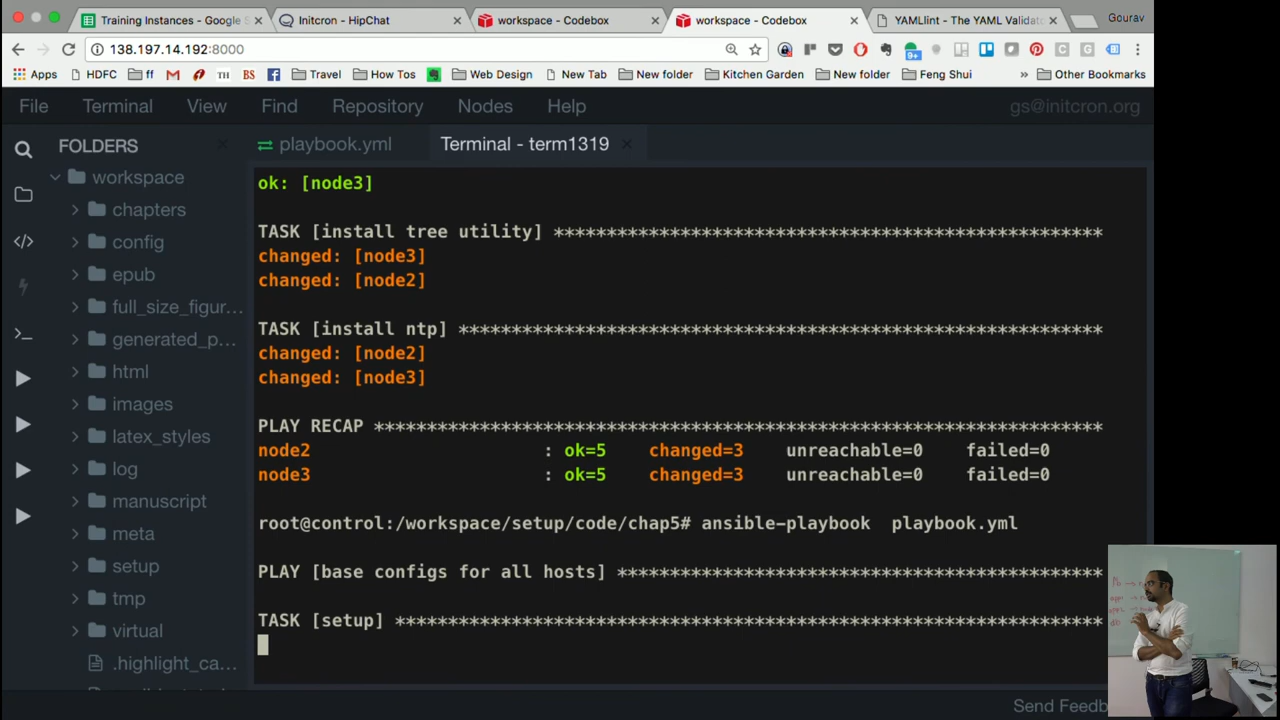 Training Instances - Google S
Initcron - HipChat
workspace - Codebox
workspace - Codebox
YAMLlint - The YAML Validato
Gourav
138.197.14.192:8000
9+
Apps
HDFC
ff
TII
BS
Travel
How Tos
Web Design
New Tab
New folder
Kitchen Garden
New folder
Feng Shui
»
Other Bookmarks
File
Terminal
View
Find
Repository
Nodes
Help
gs@initcron.org
FOLDERS
playbook.yml
Terminal - term1319
workspace
chapters
config
epub
full_size_figur...
generated_p...
html
images
latex_styles
log
manuscript
meta
setup
tmp
virtual
.highlight_ca...
ok: [node3]
TASK [install tree utility] ****************************************************
changed: [node3]
changed: [node2]
TASK [install ntp] *************************************************************
changed: [node2]
changed: [node3]
PLAY RECAP *********************************************************************
node2 : ok=5 changed=3 unreachable=0 failed=0
node3 : ok=5 changed=3 unreachable=0 failed=0
root@control:/workspace/setup/code/chap5# ansible-playbook playbook.yml
PLAY [base configs for all hosts] **********************************************
TASK [setup] *******************************************************************
Send Feedb